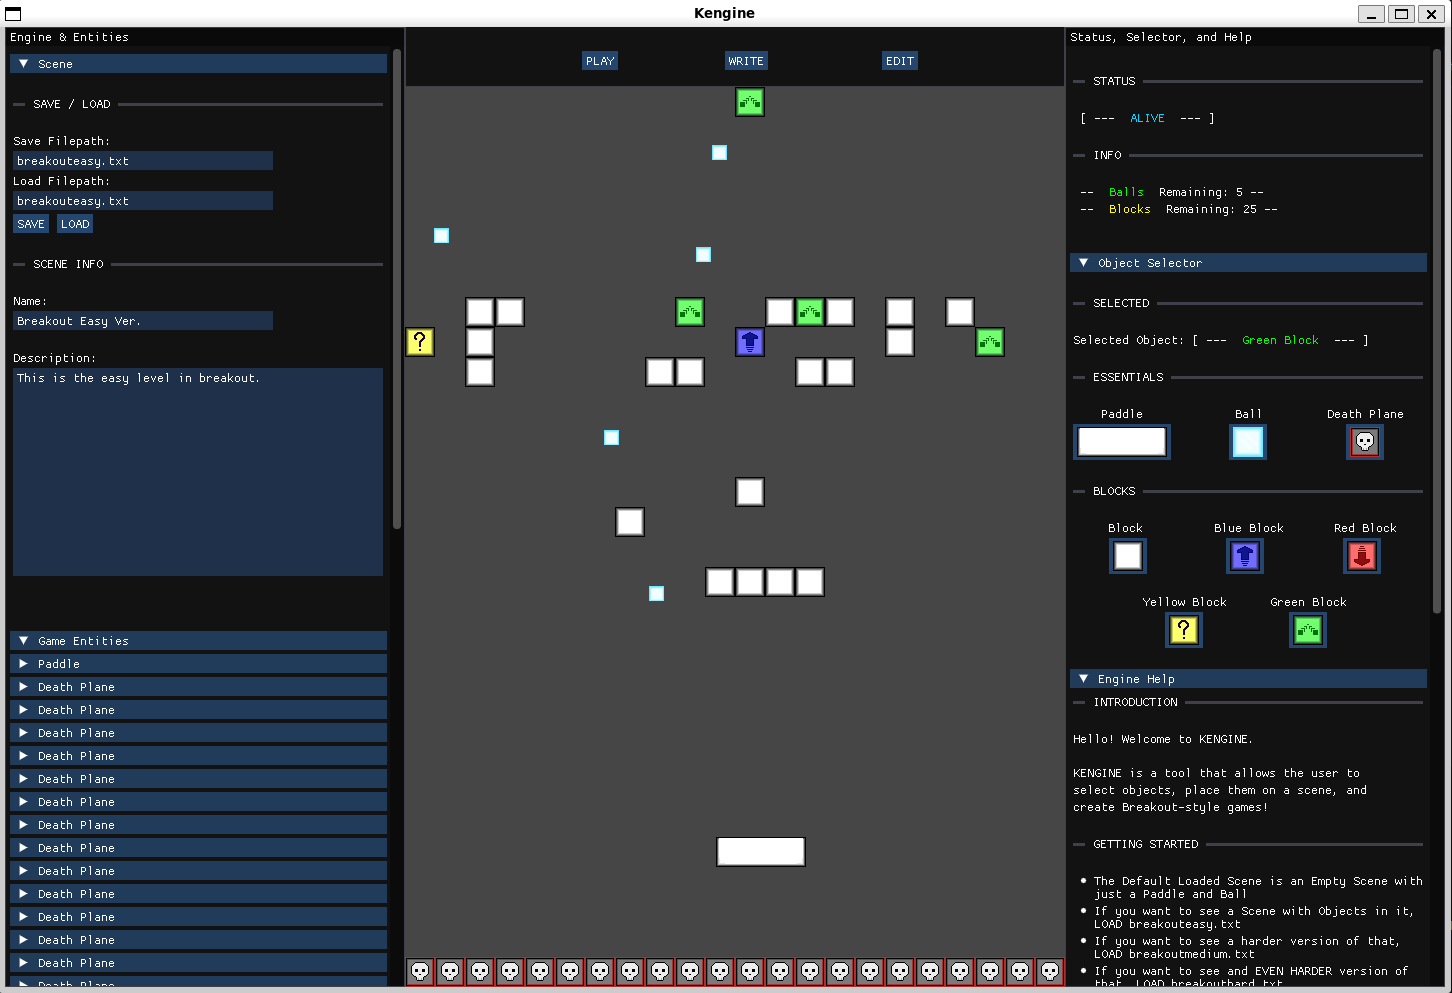 Kengine
Engine & Entities
Scene
SAVE / LOAD
Save Filepath:
breakouteasy.txt
Load Filepath:
breakouteasy.txt
SAVE LOAD
SCENE INFO
Name:
Breakout Easy Ver.
Description:
This is the easy level in breakout.
Game Entities
Paddle
Death Plane
Death Plane
Death Plane
Death Plane
Death Plane
Death Plane
Death Plane
Death Plane
Death Plane
Death Plane
Death Plane
Death Plane
Death Plane
Death Plane
PLAY WRITE EDIT
?
Status, Selector, and Help
STATUS
[ --- ALIVE --- ]
INFO
-- Balls Remaining: 5 --
-- Blocks Remaining: 25 --
Object Selector
SELECTED
Selected Object: [ --- Green Block --- ]
ESSENTIALS
Paddle Ball Death Plane
BLOCKS
Block Blue Block Red Block
Yellow Block Green Block
?
Engine Help
INTRODUCTION
Hello! Welcome to KENGINE.
KENGINE is a tool that allows the user to
select objects, place them on a scene, and
create Breakout-style games!
GETTING STARTED
The Default Loaded Scene is an Empty Scene with
just a Paddle and Ball
If you want to see a Scene with Objects in it,
LOAD breakouteasy.txt
If you want to see a harder version of that,
LOAD breakoutmedium.txt
If you want to see and EVEN HARDER version of
that, LOAD breakouthard.txt